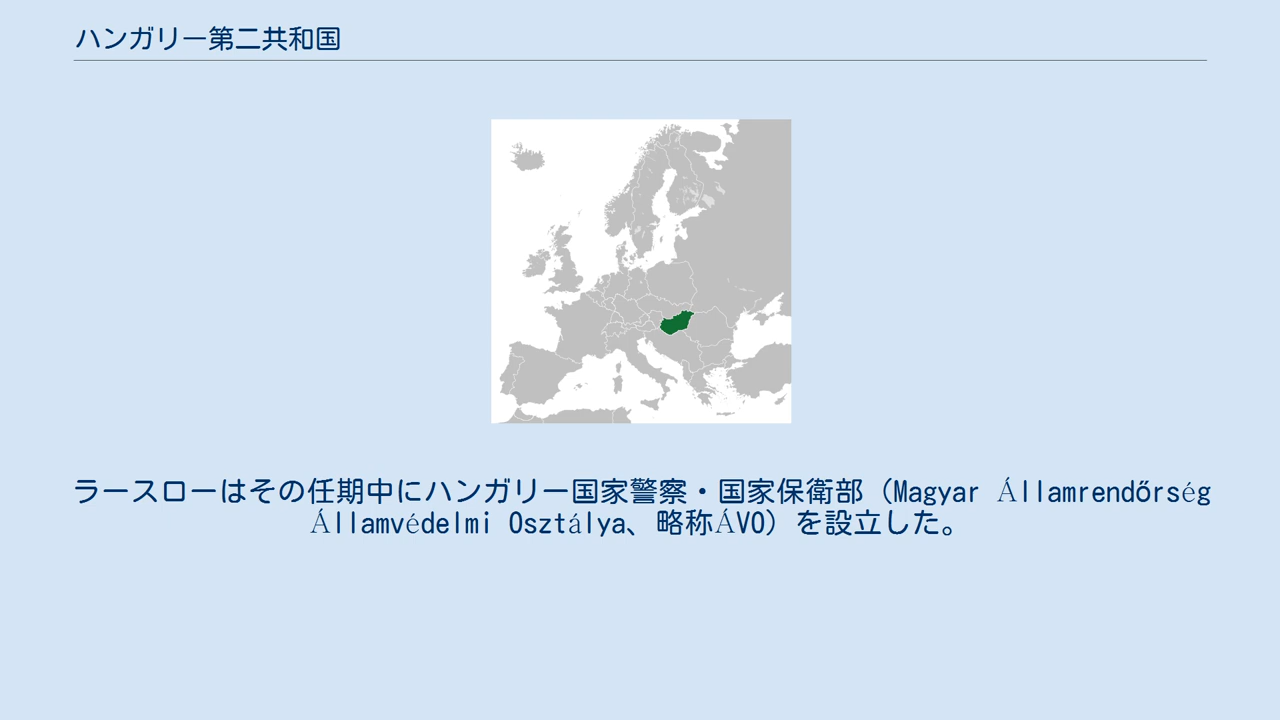 ハンガリー第二共和国
ラースローはその任期中にハンガリー国家警察・国家保衛部（Magyar Államrendőrség
Államvédelmi Osztálya、略称ÁVO）を設立した。